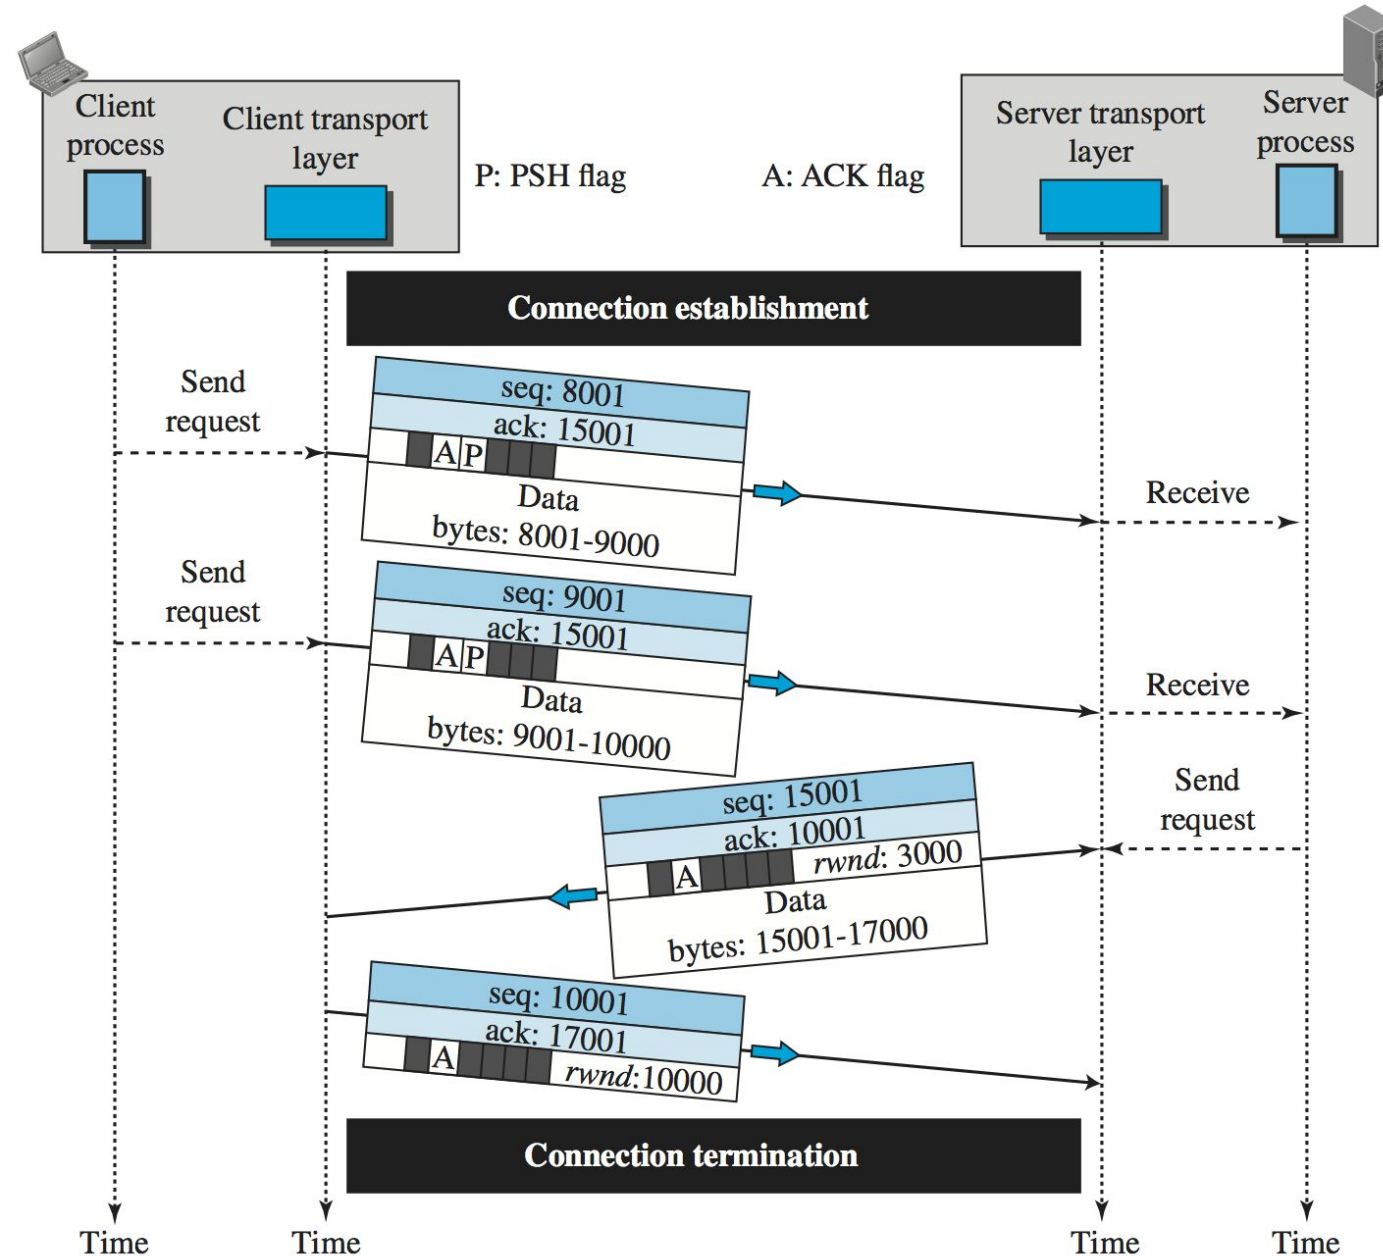 Client
process
Client transport
layer
P: PSH flag
A: ACK flag
Server transport
layer
Server
process
Connection establishment
Send
request
seq: 8001
ack: 15001
A P
Data
bytes: 8001-9000
Receive
Send
request
seq: 9001
ack: 15001
A P
Data
bytes: 9001-10000
Receive
Send
request
seq: 15001
ack: 10001
A rwnd: 3000
Data
bytes: 15001-17000
seq: 10001
ack: 17001
A rwnd:10000
Connection termination
Time
Time
Time
Time